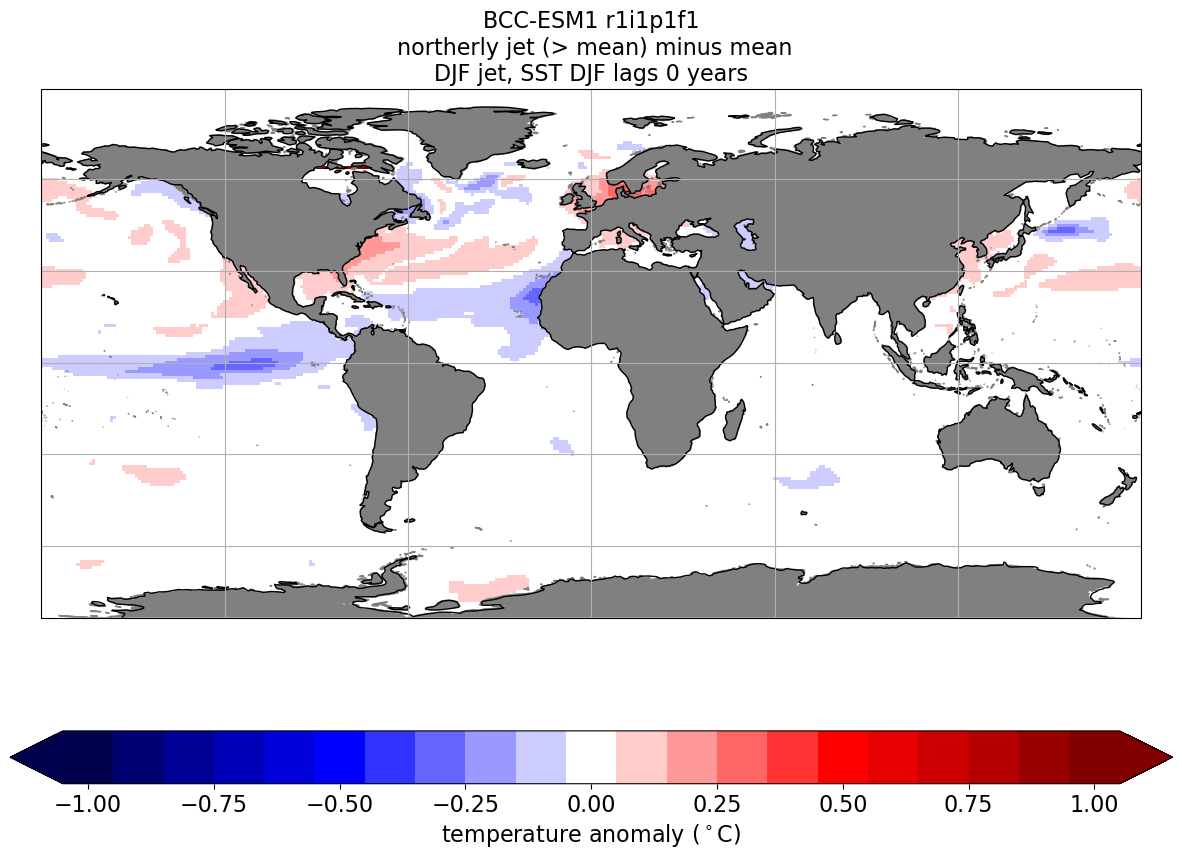 BCC-ESM1 r1i1p1f1
northerly jet (> mean) minus mean
DJF jet, SST DJF lags 0 years
−1.00 −0.75 −0.50 −0.25 0.00 0.25 0.50 0.75 1.00
temperature anomaly (°C)